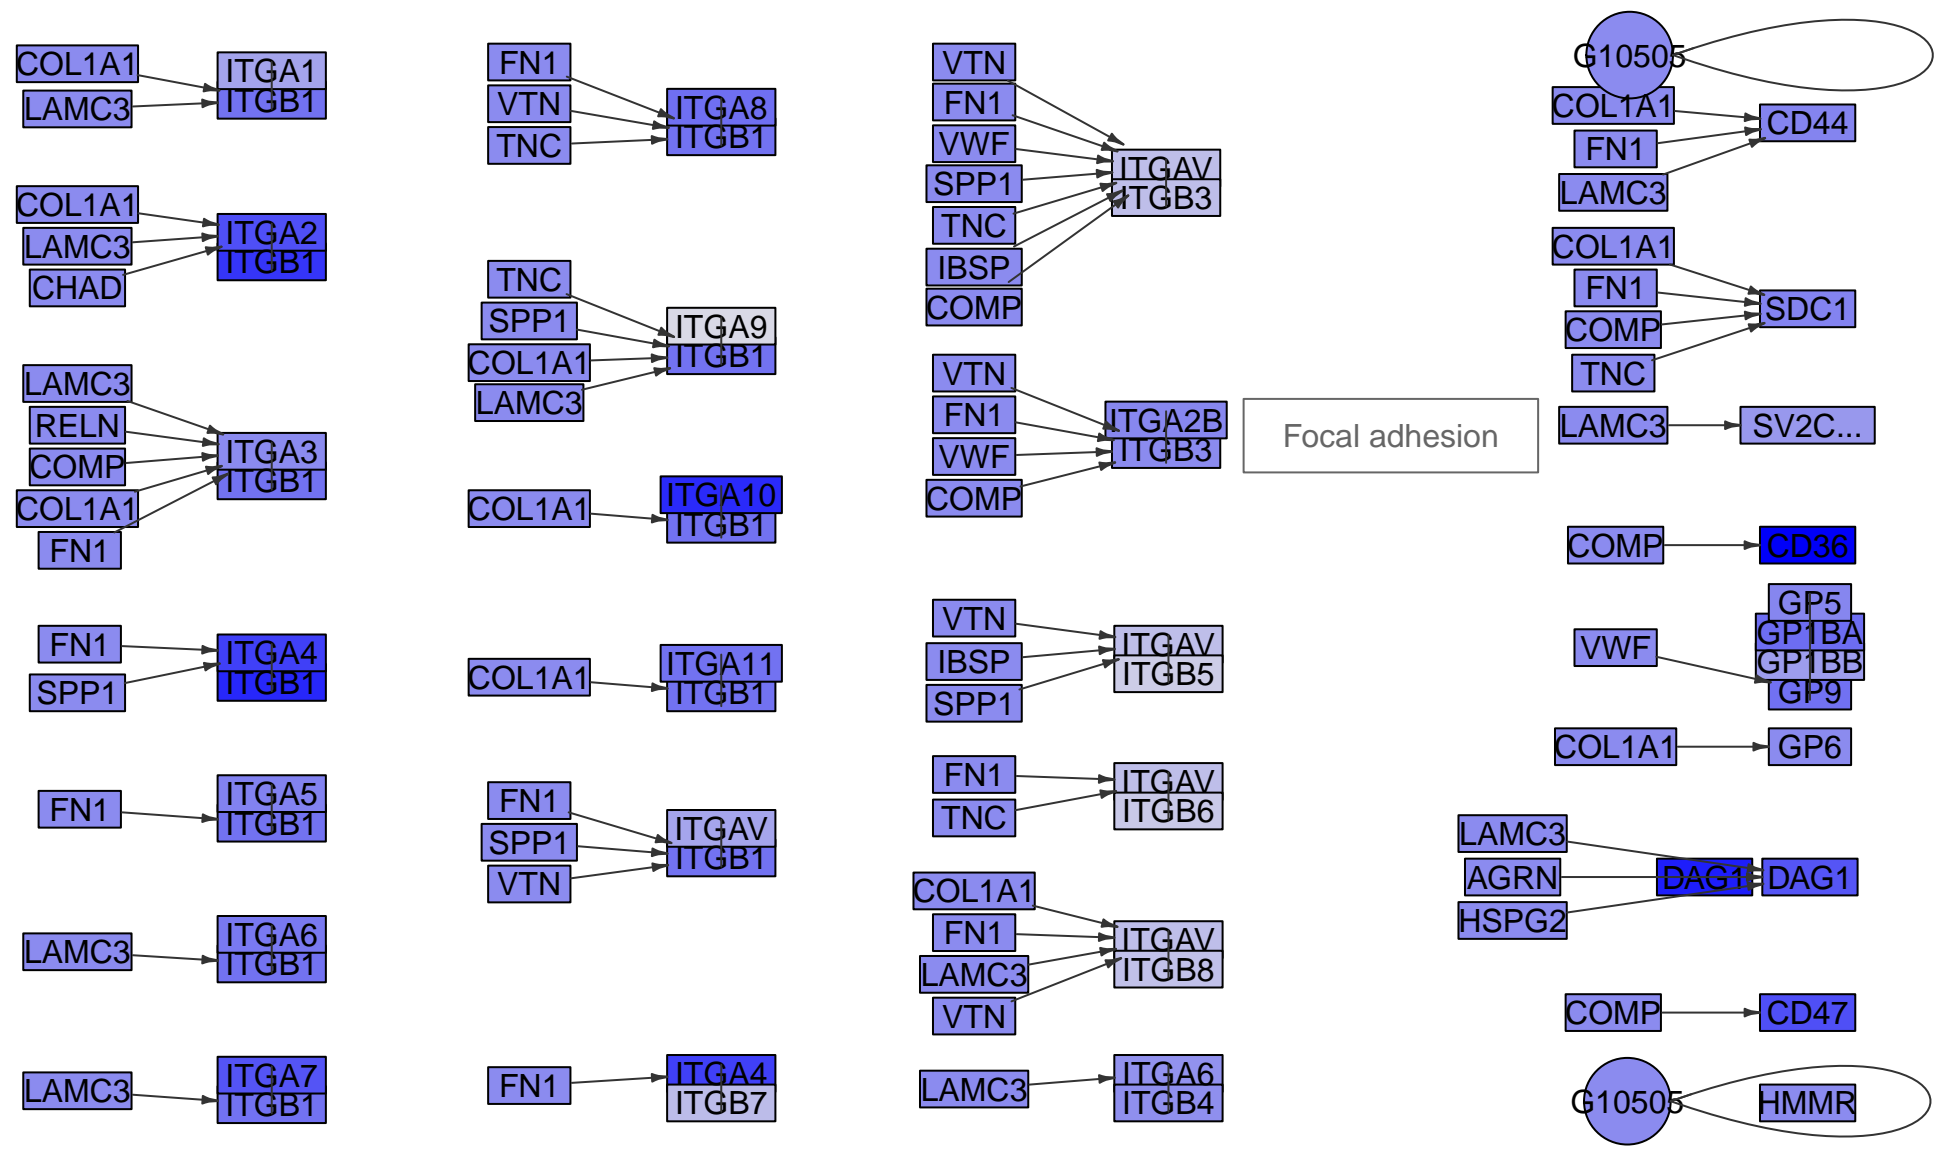 COL1A1
LAMC3
ITGA1
ITGB1
COL1A1
LAMC3
CHAD
ITGA2
ITGB1
LAMC3
RELN
COMP
COL1A1
FN1
ITGA3
ITGB1
FN1
SPP1
ITGA4
ITGB1
FN1
ITGA5
ITGB1
LAMC3
ITGA6
ITGB1
LAMC3
ITGA7
ITGB1
FN1
VTN
TNC
ITGA8
ITGB1
TNC
SPP1
COL1A1
LAMC3
ITGA9
ITGB1
COL1A1
ITGA10
ITGB1
COL1A1
ITGA11
ITGB1
FN1
SPP1
VTN
ITGAV
ITGB1
FN1
ITGA4
ITGB7
VTN
FN1
VWF
SPP1
TNC
IBSP
COMP
ITGAV
ITGB3
VTN
FN1
VWF
COMP
ITGA2B
ITGB3
VTN
IBSP
SPP1
ITGAV
ITGB5
FN1
TNC
ITGAV
ITGB6
COL1A1
FN1
LAMC3
VTN
ITGAV
ITGB8
LAMC3
ITGA6
ITGB4
Focal adhesion
G10505
COL1A1
FN1
LAMC3
CD44
COL1A1
FN1
COMP
TNC
SDC1
LAMC3
SV2C...
COMP
CD36
VWF
GP5
GP1BA
GP1BB
GP9
COL1A1
GP6
LAMC3
AGRN
HSPG2
DAG1
DAG1
COMP
CD47
G10505
HMMR